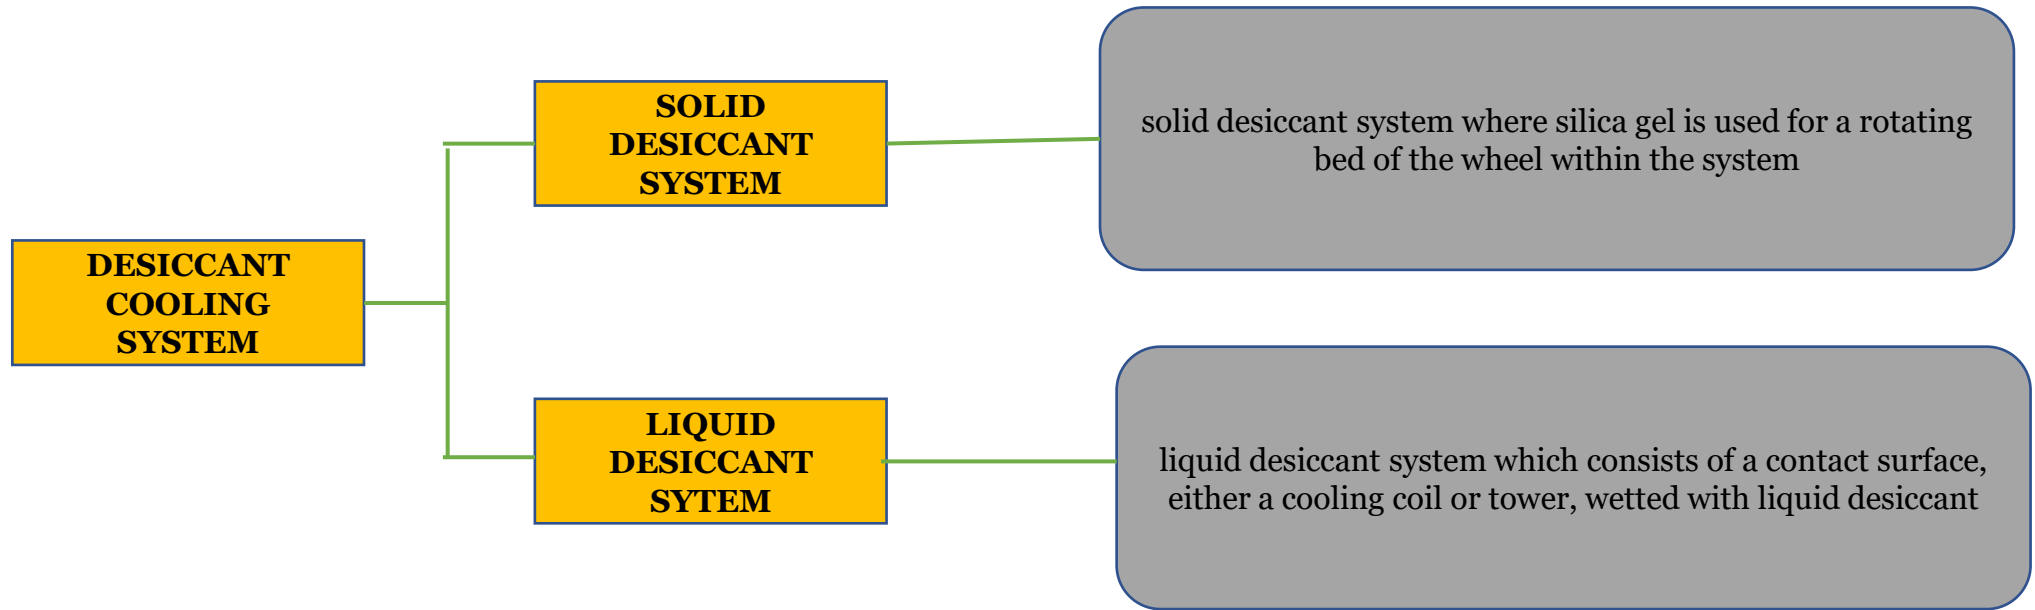 DESICCANT
COOLING
SYSTEM
SOLID
DESICCANT
SYSTEM
solid desiccant system where silica gel is used for a rotating
bed of the wheel within the system
LIQUID
DESICCANT
SYTEM
liquid desiccant system which consists of a contact surface,
either a cooling coil or tower, wetted with liquid desiccant